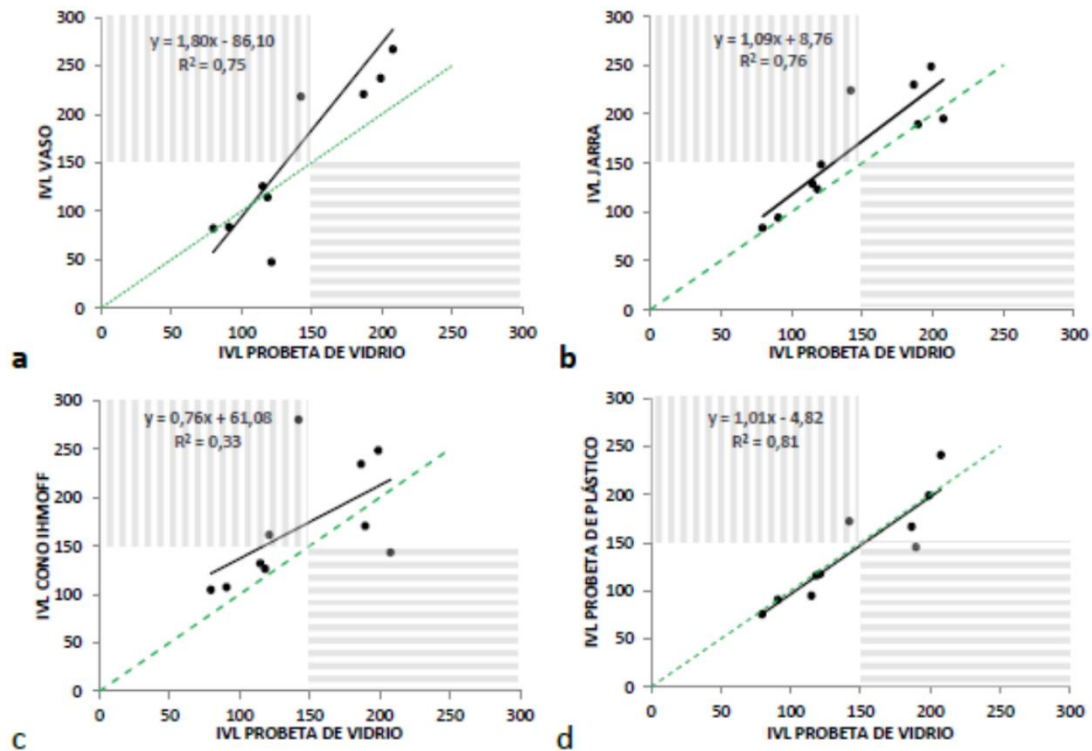 300
250
200
150
100
50
0
IVL VASO
y = 1,80x - 86,10
R² = 0,75
0 50 100 150 200 250 300
IVL PROBETA DE VIDRIO
a
300
250
200
150
100
50
0
IVL JARRA
y = 1,09x + 8,76
R² = 0,76
0 50 100 150 200 250 300
IVL PROBETA DE VIDRIO
b
300
250
200
150
100
50
0
IVL CONO IHMOFF
y = 0,76x + 61,08
R² = 0,33
0 50 100 150 200 250 300
IVL PROBETA DE VIDRIO
c
300
250
200
150
100
50
0
IVL PROBETA DE PLÁSTICO
y = 1,01x - 4,82
R² = 0,81
0 50 100 150 200 250 300
IVL PROBETA DE VIDRIO
d